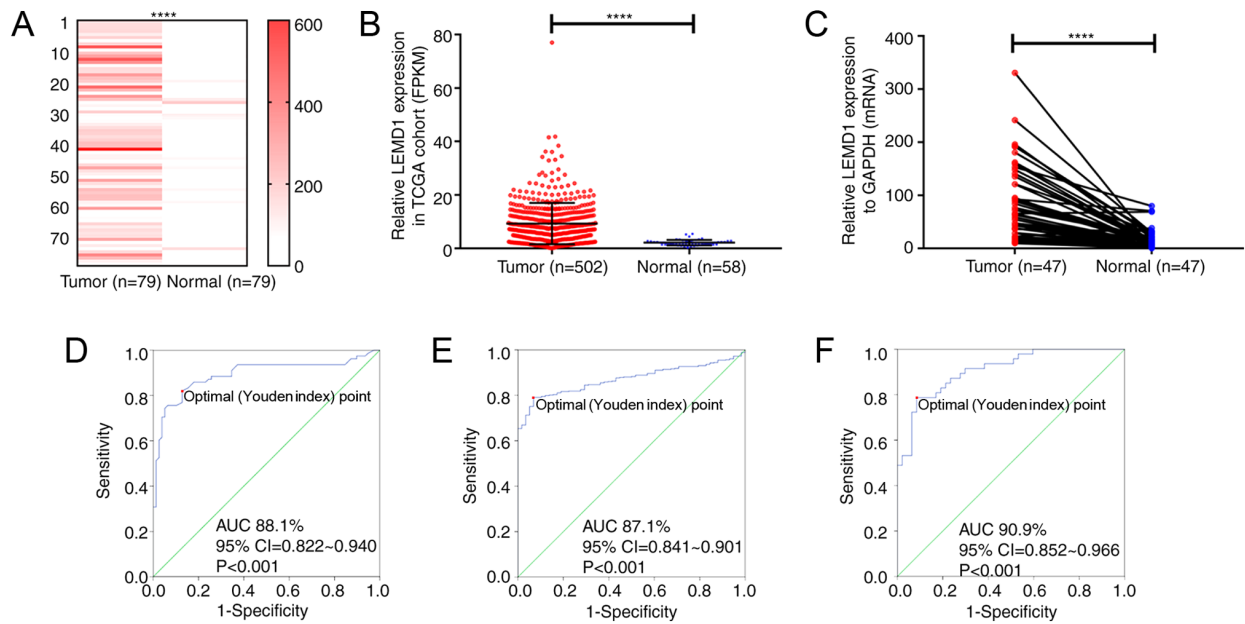 A
****
1
10
20
30
40
50
60
70
Tumor (n=79) Normal (n=79)
600
400
200
0
B
****
Relative LEMD1 expression
in TCGA cohort (FPKM)
80
60
40
20
0
Tumor (n=502) Normal (n=58)
C
****
Relative LEMD1 expression
to GAPDH (mRNA)
400
300
200
100
0
Tumor (n=47) Normal (n=47)
D
Sensitivity
1.0
0.8
0.6
0.4
0.2
0.0
Optimal (Youden index) point
AUC 88.1%
95% CI=0.822~0.940
P<0.001
0.0 0.2 0.4 0.6 0.8 1.0
1-Specificity
E
Sensitivity
1.0
0.8
0.6
0.4
0.2
0.0
Optimal (Youden index) point
AUC 87.1%
95% CI=0.841~0.901
P<0.001
0.0 0.2 0.4 0.6 0.8 1.0
1-Specificity
F
Sensitivity
1.0
0.8
0.6
0.4
0.2
0.0
Optimal (Youden index) point
AUC 90.9%
95% CI=0.852~0.966
P<0.001
0.0 0.2 0.4 0.6 0.8 1.0
1-Specificity